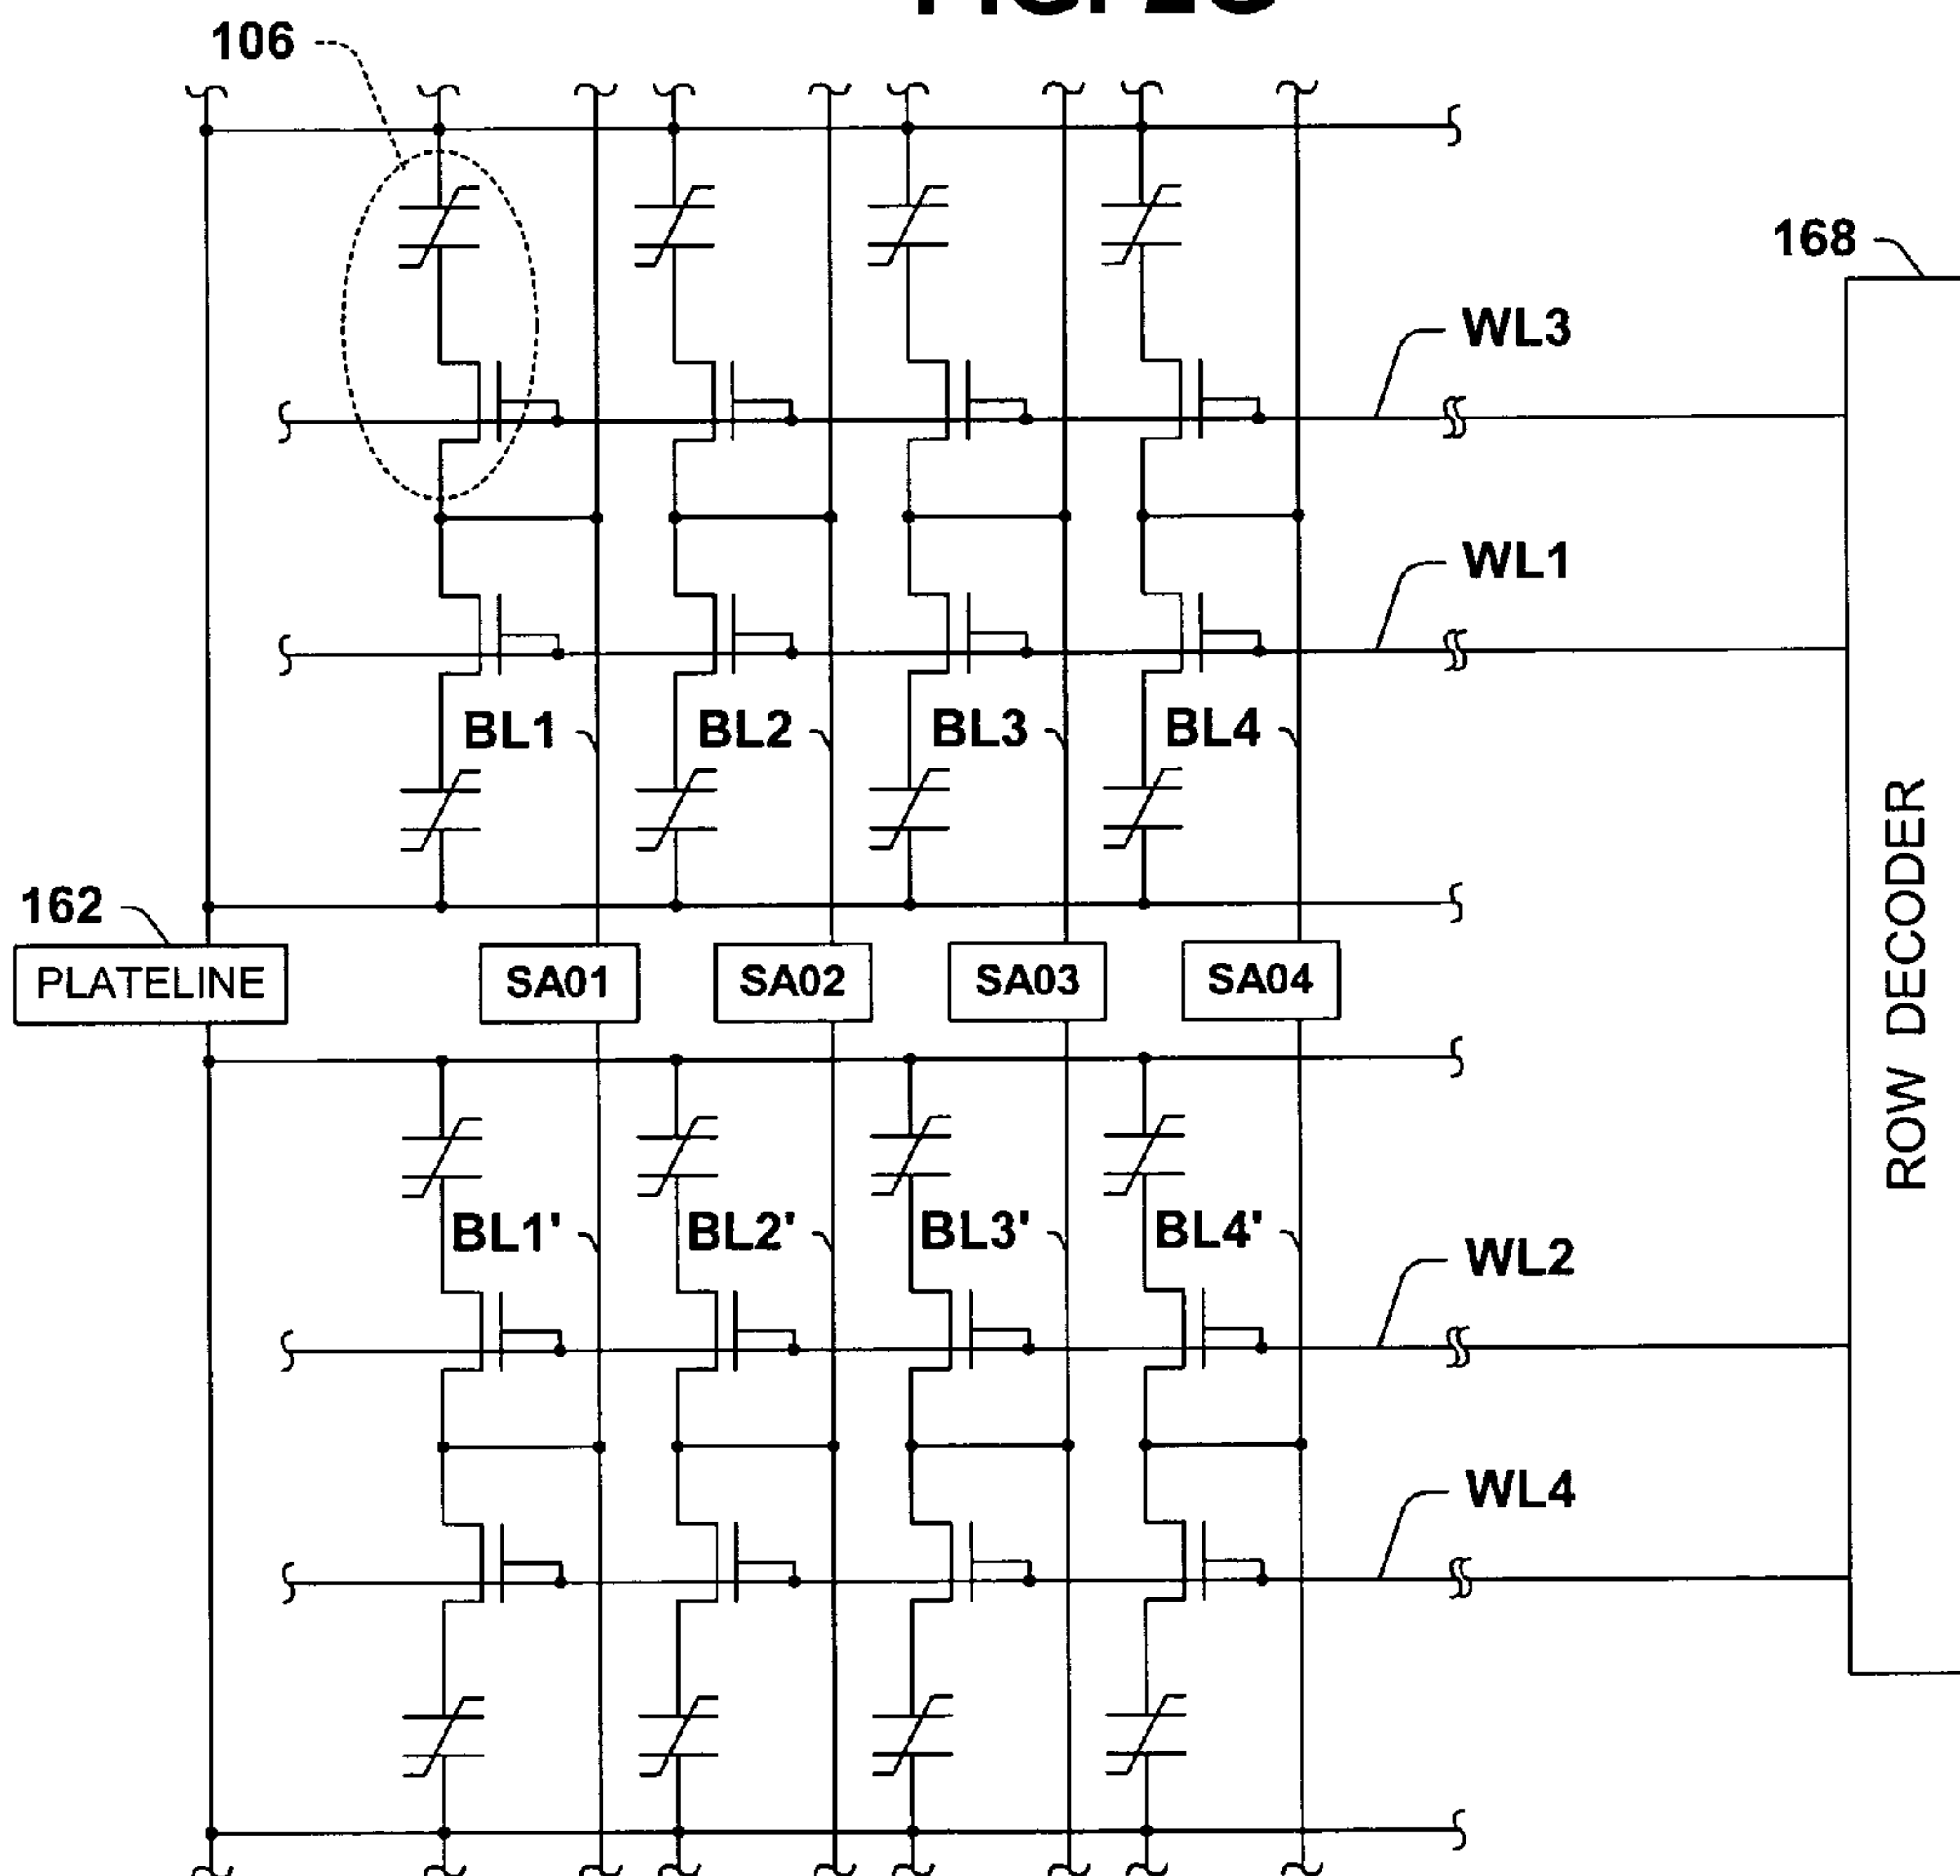 106
168
WL3
WL1
BL1 BL2 BL3 BL4
162
PLATELINE SA01 SA02 SA03 SA04
ROW DECODER
BL1' BL2' BL3' BL4'
WL2
WL4